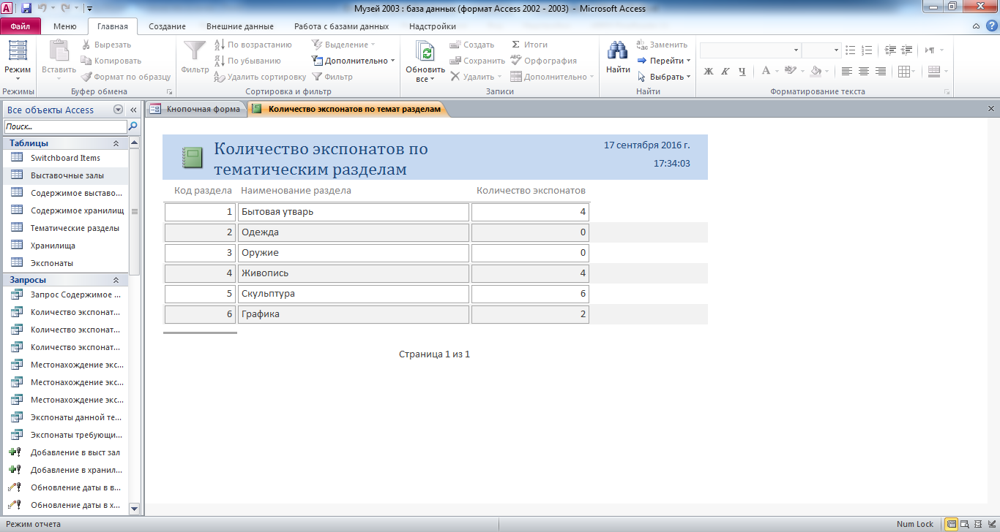 Музей 2003 : база данных (формат Access 2002 - 2003) - Microsoft Access
Файл Меню Главная Создание Внешние данные Работа с базами данных Надстройки
Режим
Режимы
Вставить
Вырезать
Копировать
Формат по образцу
Буфер обмена
Фильтр
По возрастанию
По убыванию
Удалить сортировку
Выделение
Дополнительно
Фильтр
Сортировка и фильтр
Обновить
все
Создать
Сохранить
Удалить
Итоги
Орфография
Дополнительно
Записи
Найти
Заменить
Перейти
Выбрать
Найти
Ж К Ч А
Форматирование текста
Все объекты Access
Поиск...
Таблицы
Switchboard Items
Выставочные залы
Содержимое выставо...
Содержимое хранилищ
Тематические разделы
Хранилища
Экспонаты
Запросы
Запрос Содержимое ...
Количество экспонат...
Количество экспонат...
Количество экспонат...
Местонахождение экс...
Местонахождение экс...
Местонахождение экс...
Экспонаты данной те...
Экспонаты требующи...
Добавление в выст зал
Добавление в хранил...
Обновление даты в в...
Обновление даты в х...
Кнопочная форма
Количество экспонатов по темат разделам
Количество экспонатов по
тематическим разделам
17 сентября 2016 г.
17:34:03
Код раздела Наименование раздела Количество экспонатов
1 Бытовая утварь 4
2 Одежда 0
3 Оружие 0
4 Живопись 4
5 Скульптура 6
6 Графика 2
Страница 1 из 1
Режим отчета
Num Lock